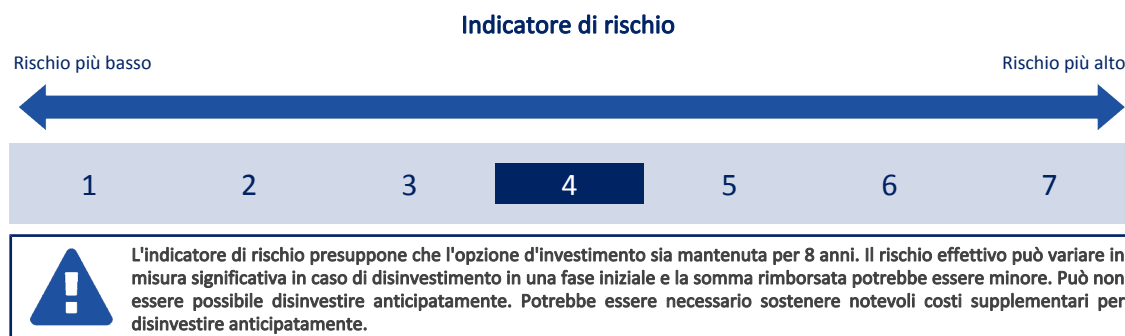 Indicatore di rischio
Rischio più basso
Rischio più alto
1 2 3 4 5 6 7
L'indicatore di rischio presuppone che l'opzione d'investimento sia mantenuta per 8 anni. Il rischio effettivo può variare in
misura significativa in caso di disinvestimento in una fase iniziale e la somma rimborsata potrebbe essere minore. Può non
essere possibile disinvestire anticipatamente. Potrebbe essere necessario sostenere notevoli costi supplementari per
disinvestire anticipatamente.